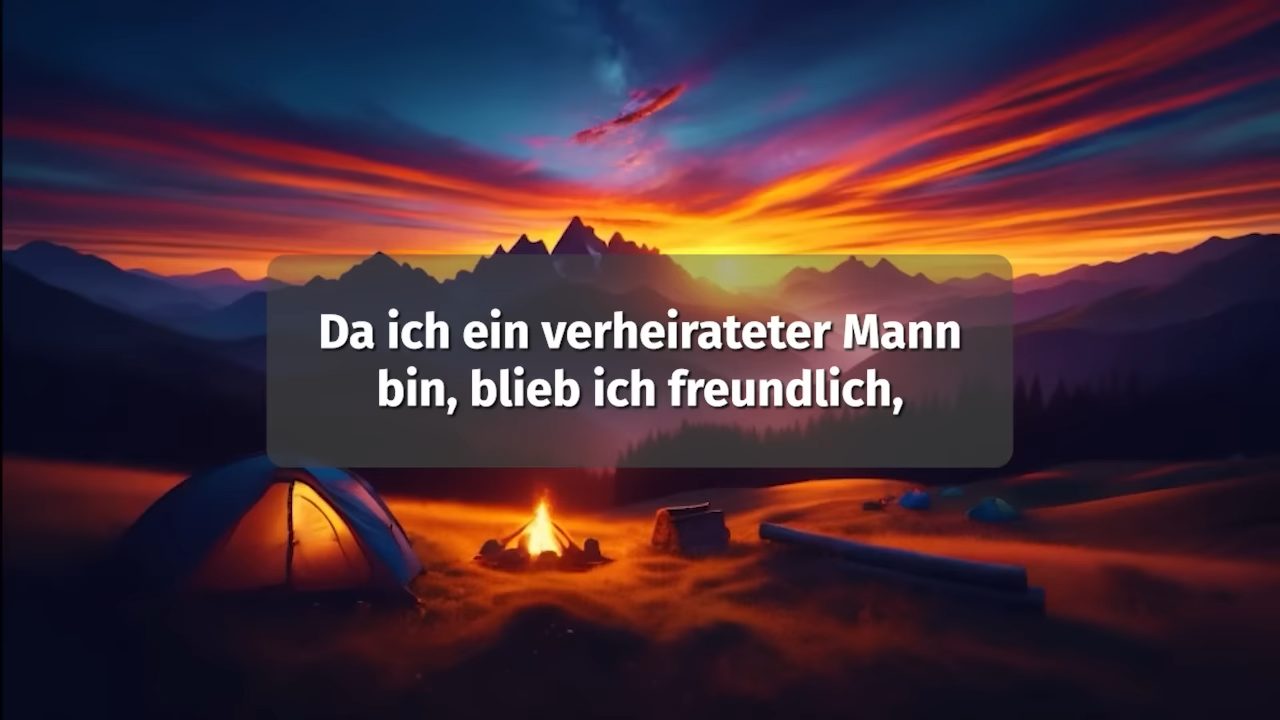 Da ich ein verheirateter Mann
bin, blieb ich freundlich,